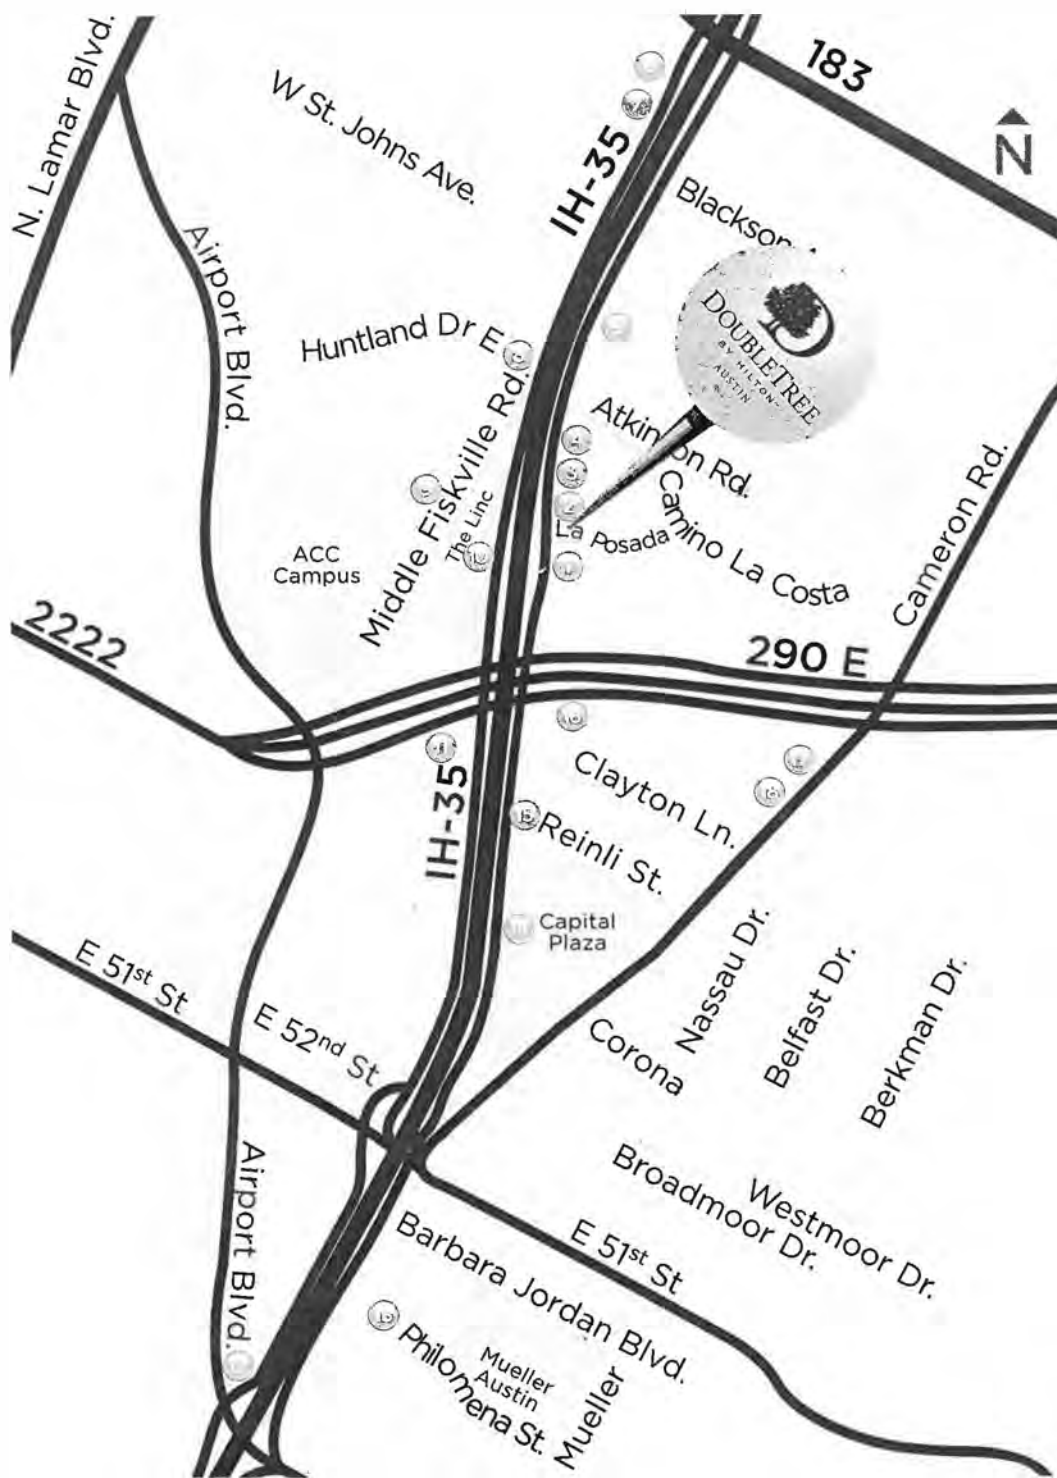 183
N
N. Lamar Blvd.
W St. Johns Ave.
IH-35
Airport Blvd.
DOUBLETREE
BY HILTON™
AUSTIN
Huntland Dr E
Middle Fiskville Rd.
The Linc
Atkinson Rd.
Camino La Costa
La Posada
Cameron Rd.
ACC
Campus
2222
290 E
IH-35
Clayton Ln.
Reinli St.
Capital
Plaza
E 51st St
E 52nd St
Corona
Nassau Dr.
Belfast Dr.
Berkman Dr.
Airport Blvd.
Broadmoor Dr.
Westmoor Dr.
E 51st St
Barbara Jordan Blvd.
Philomena St.
Mueller
Austin
Mueller